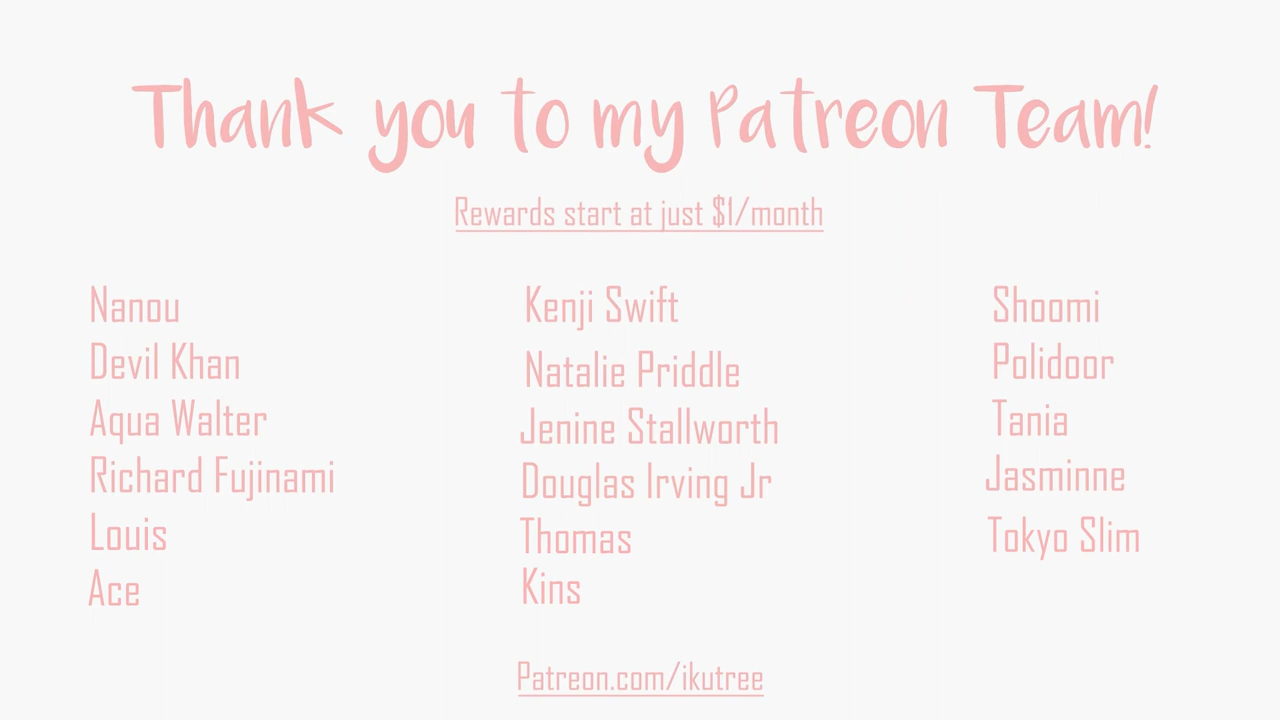 Thank you to my Patreon Team!
Rewards start at just $1/month
Nanou
Devil Khan
Aqua Walter
Richard Fujinami
Louis
Ace
Kenji Swift
Natalie Priddle
Jenine Stallworth
Douglas Irving Jr
Thomas
Kins
Shoomi
Polidoor
Tania
Jasminne
Tokyo Slim
Patreon.com/ikutree